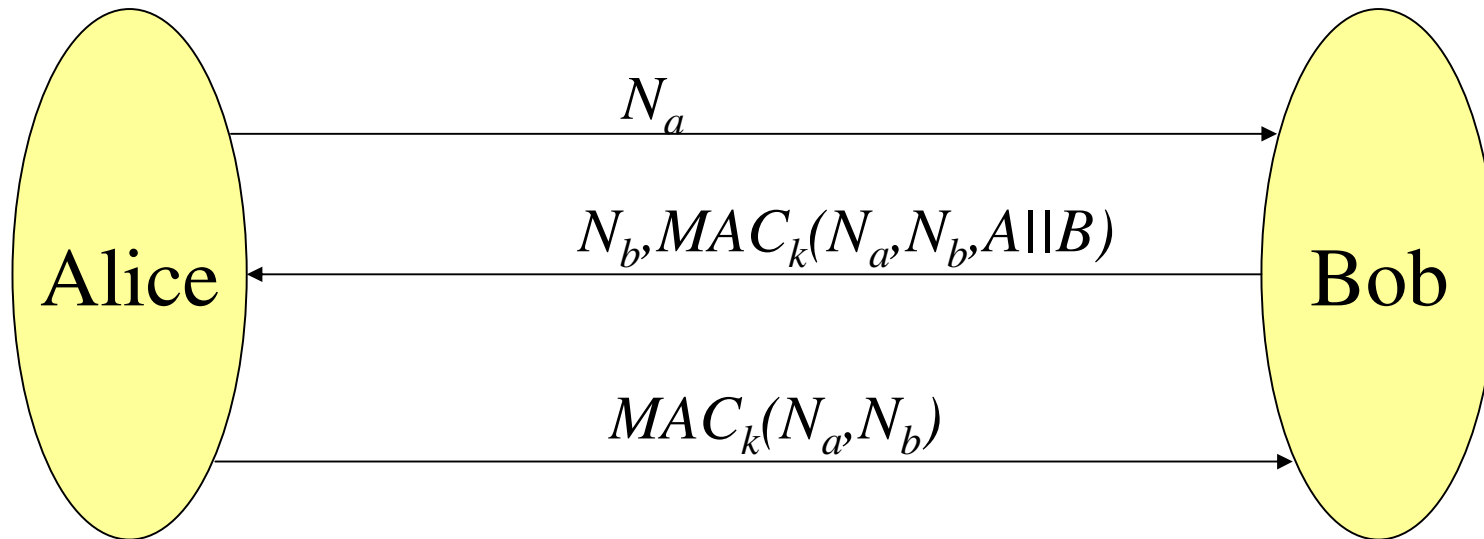 N_a
N_b,MAC_k(N_a,N_b,A||B)
Alice
Bob
MAC_k(N_a,N_b)